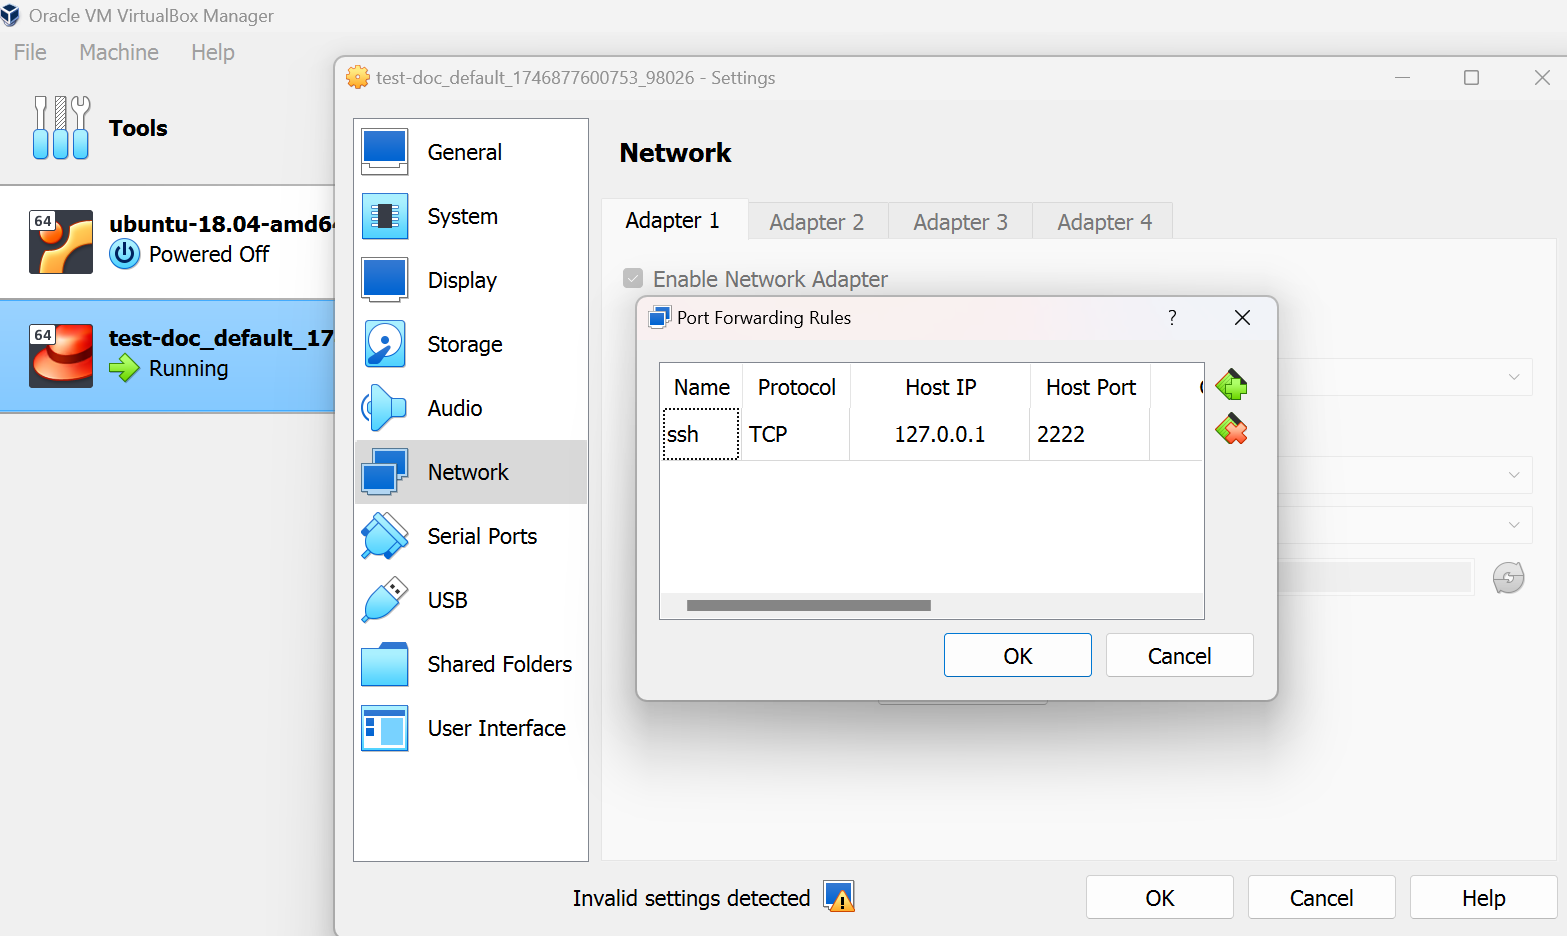 Oracle VM VirtualBox Manager
File Machine Help
Tools
64
ubuntu-18.04-amd64
Powered Off
64
test-doc_default_17
Running
test-doc_default_1746877600753_98026 - Settings
General
System
Display
Storage
Audio
Network
Serial Ports
USB
Shared Folders
User Interface
Network
Adapter 1 Adapter 2 Adapter 3 Adapter 4
Enable Network Adapter
Port Forwarding Rules ?
Name Protocol Host IP Host Port
ssh TCP 127.0.0.1 2222
OK Cancel
Invalid settings detected
OK Cancel Help